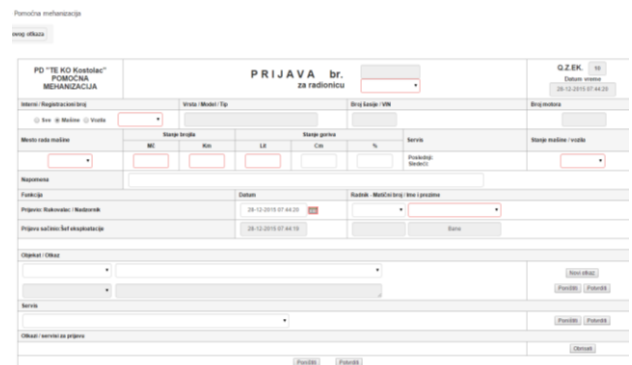 Pomoćna mehanizacija
ovoj otkaza
PD "TE KO Kostolac"
POMOĆNA
MEHANIZACIJA
P R I J A V A br.
za radionicu
Q.Z.EK. 10
Datum vreme
28-12-2015 07:44:20
Interni / Registracioni broj Vrsta / Model / Tip Broj šasije / VIN Broj motora
Sve Mašine Vozila
Mesto rada mašine Stanje brojila Stanje goriva Servis Stanje mašine / vozila
MČ Km Lit Cm %
Poslednji:
Sledeći:
Napomena
Funkcija Datum Radnik - Matični broj / Ime i prezime
Prijavio: Rukovalac / Nadzornik 28-12-2015 07:44:20
Prijavu sačinio: Šef eksploatacije 28-12-2015 07:44:19
Objekat / Otkaz
Novi otkaz
Poništi Potvrdi
Servis
Poništi Potvrdi
Otkazi / servisi za prijavu
Obrisati
Poništi Potvrdi